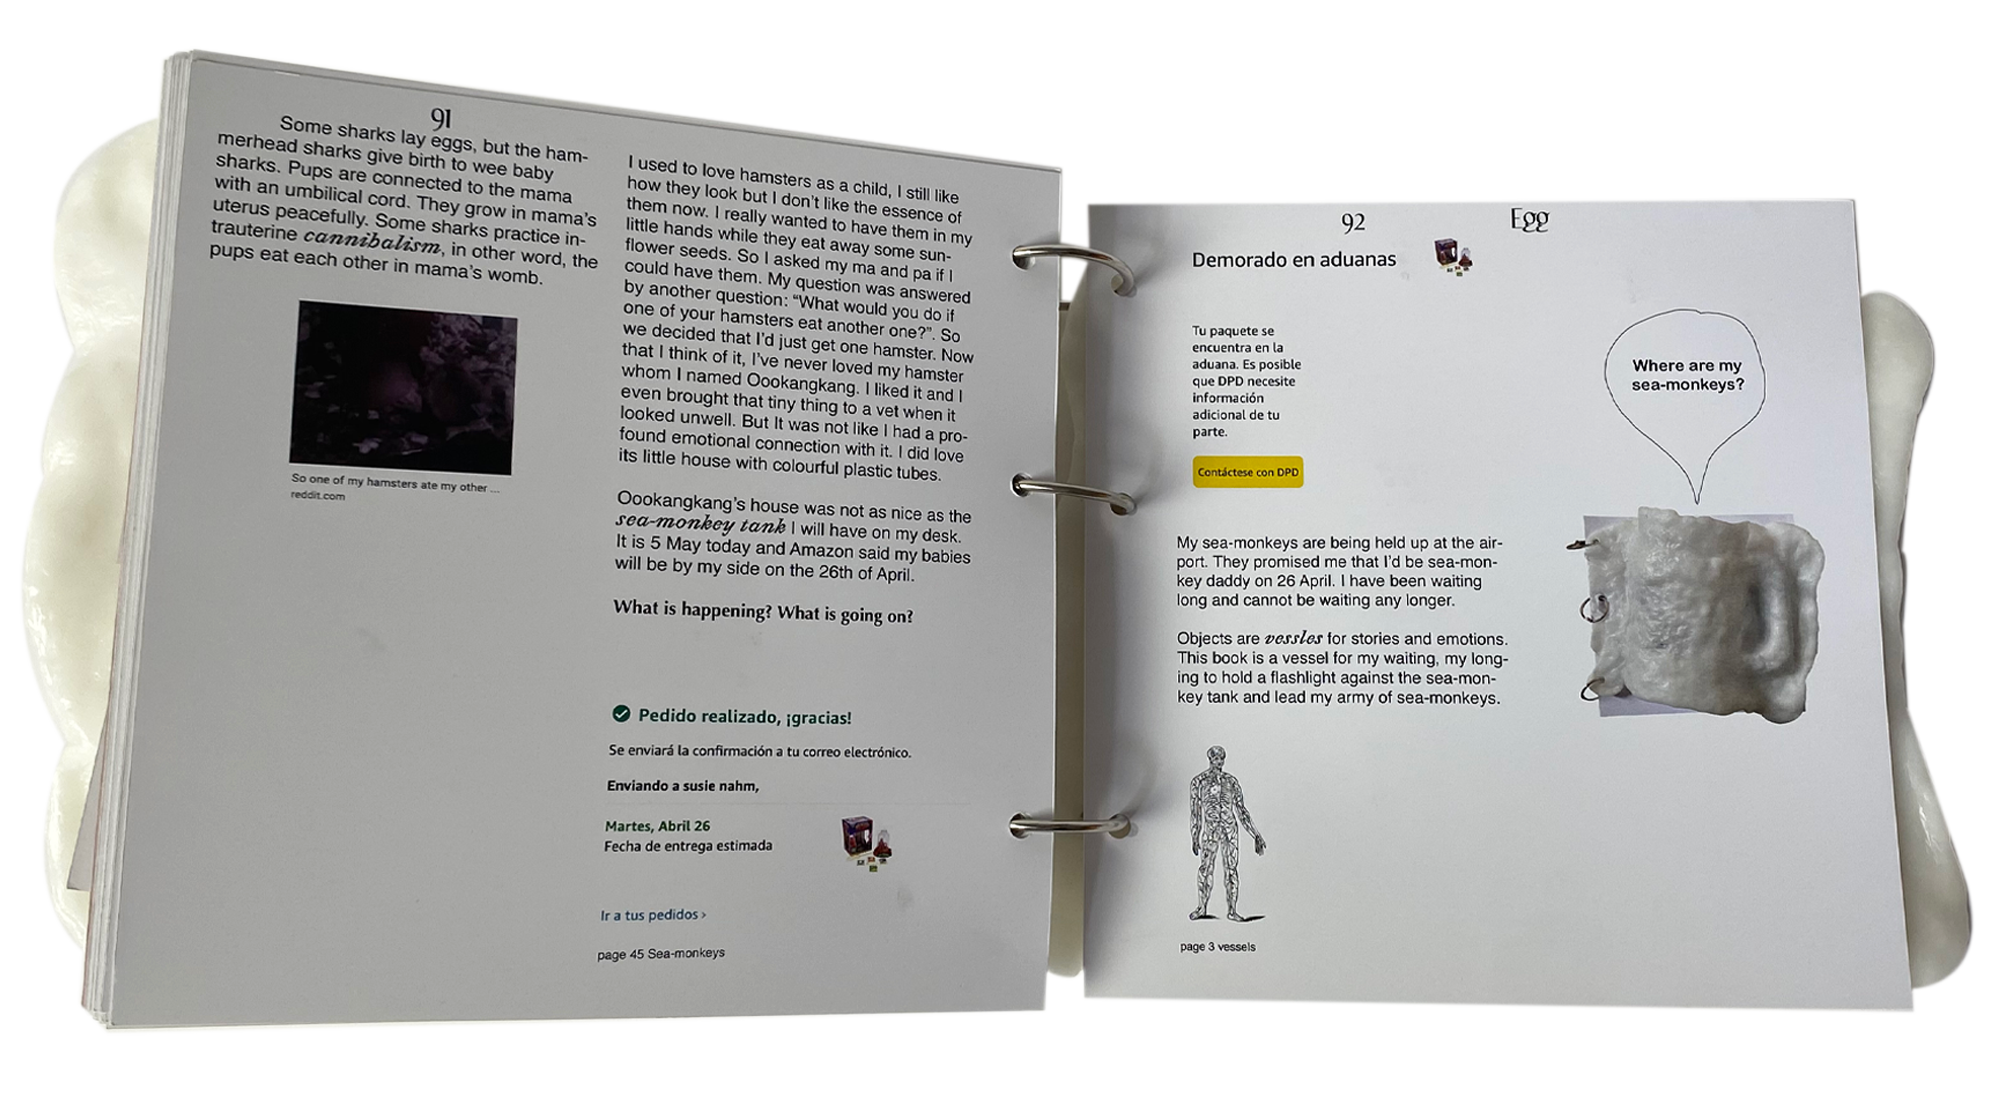 91
Some sharks lay eggs, but the ham-
merhead sharks give birth to wee baby
sharks. Pups are connected to the mama
with an umbilical cord. They grow in mama's
uterus peacefully. Some sharks practice in-
trauterine cannibalism, in other word, the
pups eat each other in mama's womb.
So one of my hamsters ate my other ...
reddit.com
I used to love hamsters as a child, I still like
how they look but I don't like the essence of
them now. I really wanted to have them in my
little hands while they eat away some sun-
flower seeds. So I asked my ma and pa if I
could have them. My question was answered
by another question: “What would you do if
one of your hamsters eat another one?”. So
we decided that I'd just get one hamster. Now
that I think of it, I've never loved my hamster
whom I named Oookangkang. I liked it and I
even brought that tiny thing to a vet when it
looked unwell. But It was not like I had a pro-
found emotional connection with it. I did love
its little house with colourful plastic tubes.
Oookangkang's house was not as nice as the
sea-monkey tank I will have on my desk.
It is 5 May today and Amazon said my babies
will be by my side on the 26th of April.
What is happening? What is going on?
Pedido realizado, ¡gracias!
Se enviará la confirmación a tu correo electrónico.
Enviando a susie nahm,
Martes, Abril 26
Fecha de entrega estimada
Ir a tus pedidos ›
page 45 Sea-monkeys
92
Egg
Demorado en aduanas
Tu paquete se
encuentra en la
aduana. Es posible
que DPD necesite
información
adicional de tu
parte.
Contáctese con DPD
Where are my
sea-monkeys?
My sea-monkeys are being held up at the air-
port. They promised me that I'd be sea-mon-
key daddy on 26 April. I have been waiting
long and cannot be waiting any longer.
Objects are vessles for stories and emotions.
This book is a vessel for my waiting, my long-
ing to hold a flashlight against the sea-mon-
key tank and lead my army of sea-monkeys.
page 3 vessels